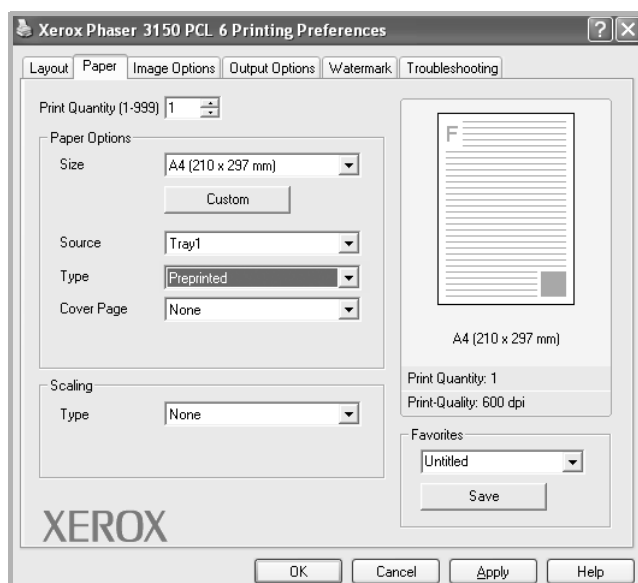 Xerox Phaser 3150 PCL 6 Printing Preferences
Layout Paper Image Options Output Options Watermark Troubleshooting
Print Quantity (1-999) 1
Paper Options
Size A4 (210 x 297 mm)
Custom
Source Tray1
Type Preprinted
Cover Page None
Scaling
Type None
XEROX
F
A4 (210 x 297 mm)
Print Quantity: 1
Print-Quality: 600 dpi
Favorites
Untitled
Save
OK Cancel Apply Help